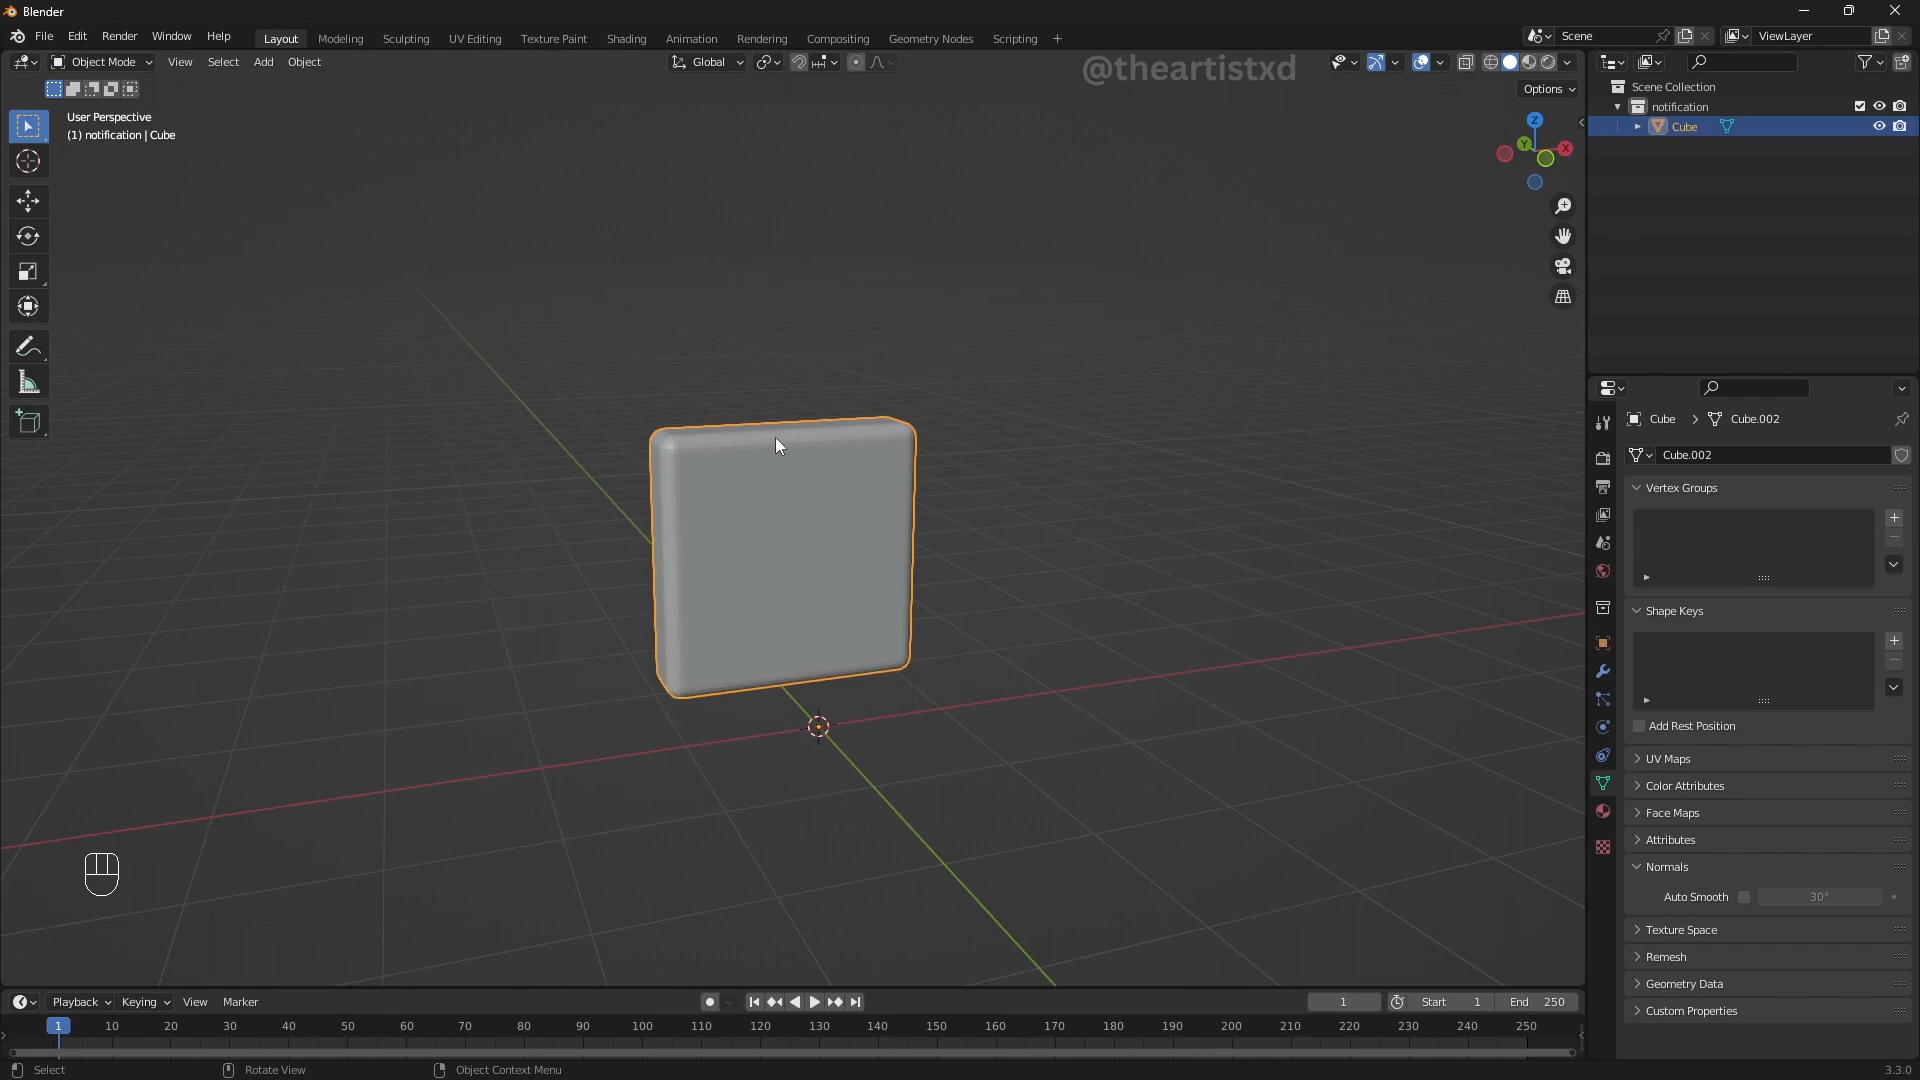 Blender
File Edit Render Window Help Layout Modeling Sculpting UV Editing Texture Paint Shading Animation Rendering Compositing Geometry Nodes Scripting + Scene ViewLayer
Object Mode View Select Add Object Global @theartistxd
Options
User Perspective
(1) notification | Cube
Z
Y X
Scene Collection
notification
Cube
Cube > Cube.002
Cube.002
Vertex Groups
Shape Keys
Add Rest Position
UV Maps
Color Attributes
Face Maps
Attributes
Normals
Auto Smooth 30°
Texture Space
Remesh
Geometry Data
Custom Properties
Playback Keying View Marker 1 Start 1 End 250
1 10 20 30 40 50 60 70 80 90 100 110 120 130 140 150 160 170 180 190 200 210 220 230 240 250
Select Rotate View Object Context Menu 3.3.0